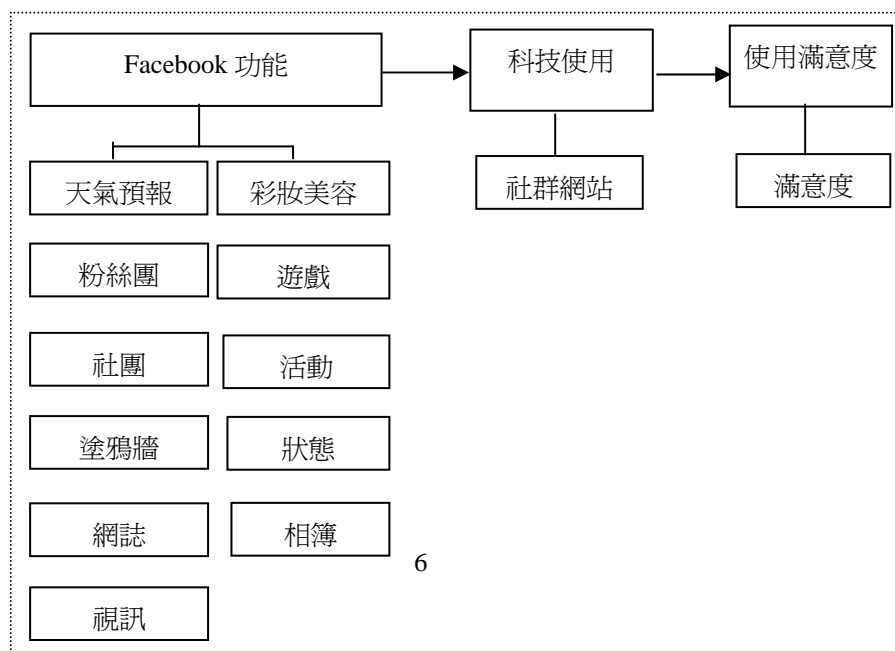 Facebook 功能
科技使用
使用滿意度
天氣預報
彩妝美容
社群網站
滿意度
粉絲團
遊戲
社團
活動
塗鴉牆
狀態
網誌
相簿
6
視訊